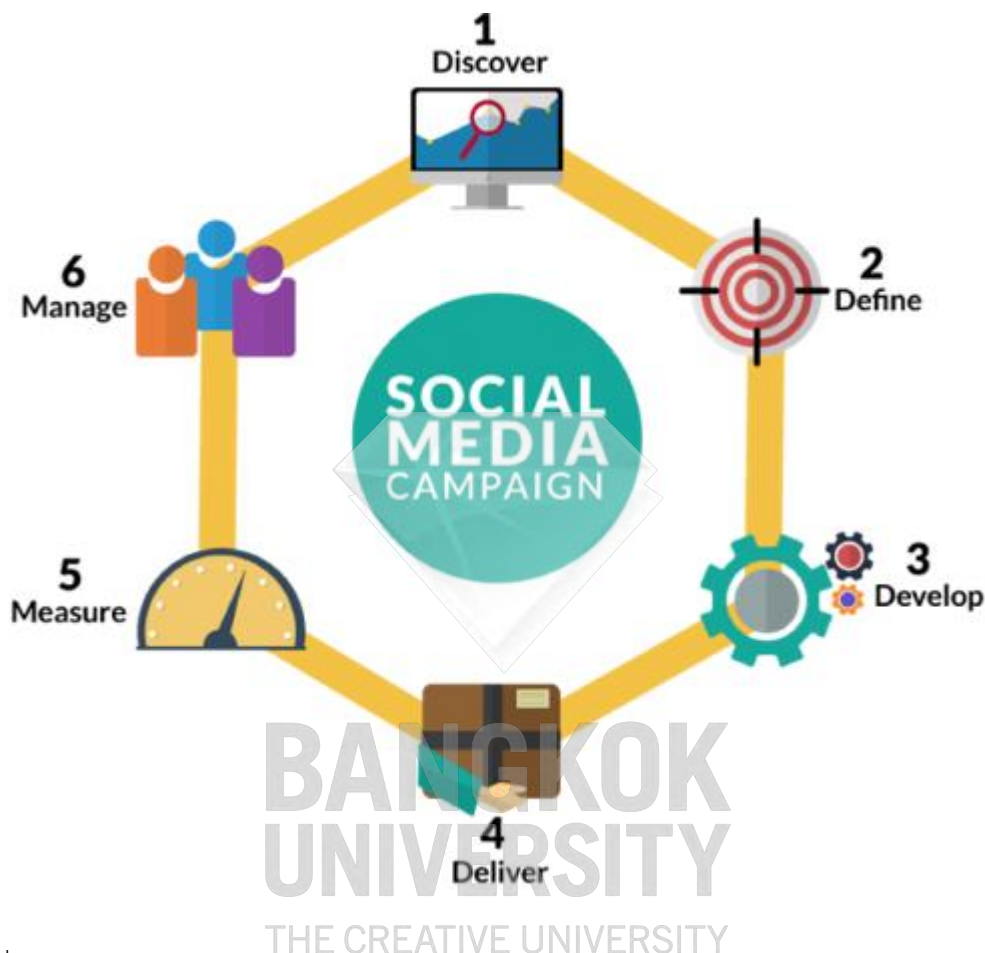 1
Discover
2
Define
3
Develop
4
Deliver
5
Measure
6
Manage
SOCIAL
MEDIA
CAMPAIGN
BANGKOK
UNIVERSITY
THE CREATIVE UNIVERSITY